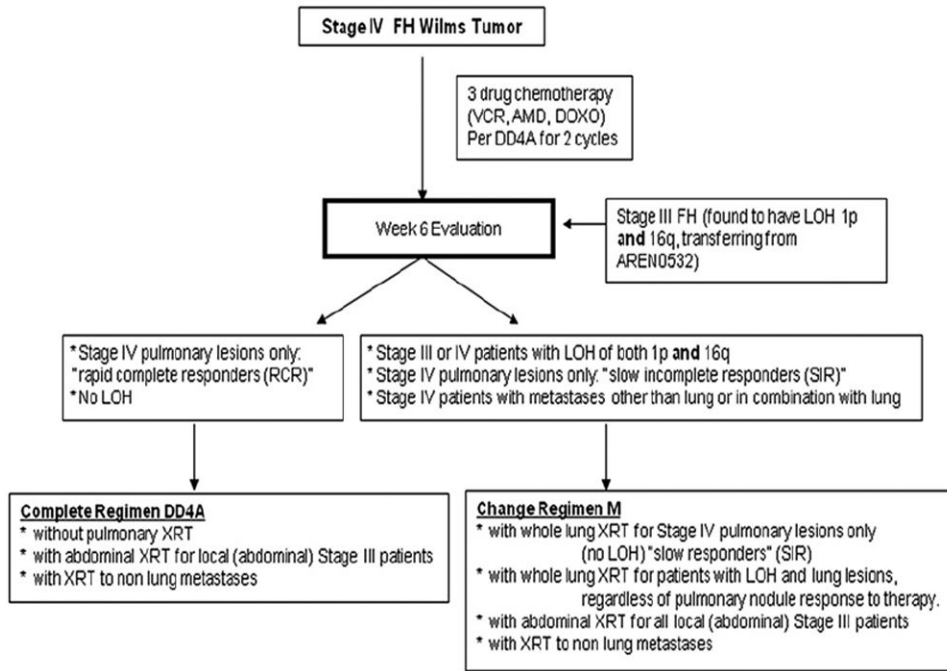 Stage IV FH Wilms Tumor
3 drug chemotherapy
(VCR, AMD, DOXO)
Per DD4A for 2 cycles
Week 6 Evaluation
Stage III FH (found to have LOH 1p
and 16q, transferring from
AREN0532)
* Stage IV pulmonary lesions only:
"rapid complete responders (RCR)"
* No LOH
* Stage III or IV patients with LOH of both 1p and 16q
* Stage IV pulmonary lesions only: "slow incomplete responders (SIR)"
* Stage IV patients with metastases other than lung or in combination with lung
Complete Regimen DD4A
* without pulmonary XRT
* with abdominal XRT for local (abdominal) Stage III patients
* with XRT to non lung metastases
Change Regimen M
* with whole lung XRT for Stage IV pulmonary lesions only
(no LOH) "slow responders" (SIR)
* with whole lung XRT for patients with LOH and lung lesions,
regardless of pulmonary nodule response to therapy.
* with abdominal XRT for all local (abdominal) Stage III patients
* with XRT to non lung metastases